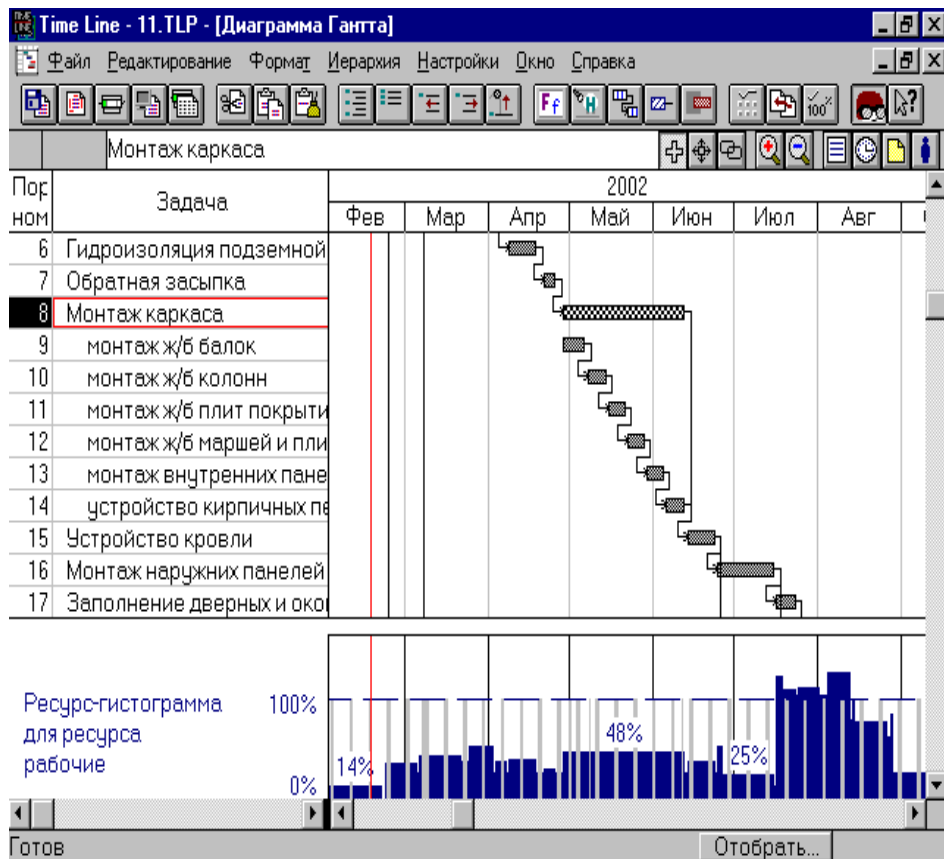 Time Line - 11.TLP - [Диаграмма Гантта]
Файл Редактирование Формат Иерархия Настройки Окно Справка
Монтаж каркаса
Пор ном Задача
2002
Фев Мар Апр Май Июн Июл Авг
6 Гидроизоляция подземной
7 Обратная засыпка
8 Монтаж каркаса
9 монтаж ж/б балок
10 монтаж ж/б колонн
11 монтаж ж/б плит покрыти
12 монтаж ж/б маршей и пли
13 монтаж внутренних пане
14 устройство кирпичных пе
15 Устройство кровли
16 Монтаж наружних панелей
17 Заполнение дверных и око
Ресурс-гистограмма 100%
для ресурса 48%
рабочие 14% 25%
0%
Готов Отобрать...